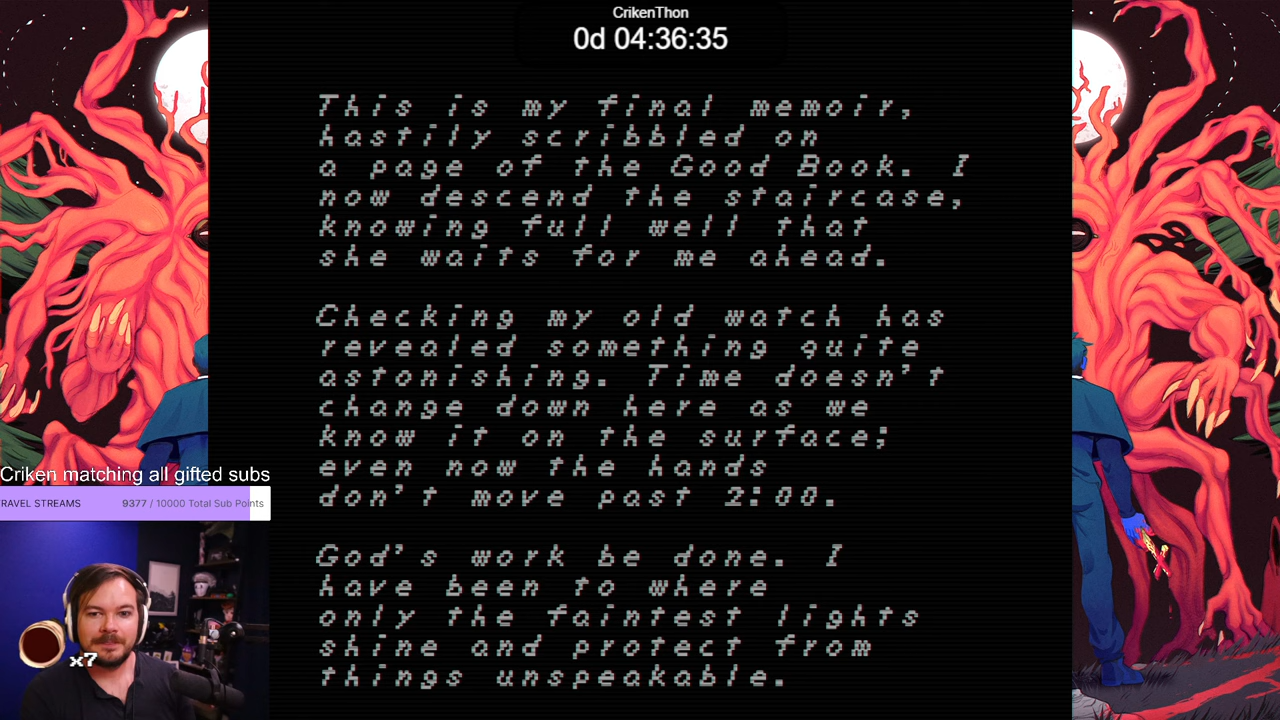 CrikenThon
0d 04:36:35
This is my final memoir,
hastily scribbled on
a page of the Good Book. I
now descend the staircase,
knowing full well that
she waits for me ahead.
Checking my old watch has
revealed something quite
astonishing. Time doesn't
change down here as we
know it on the surface;
even now the hands
don't move past 2:00.
God's work be done. I
have been to where
only the faintest lights
shine and protect from
things unspeakable.
Criken matching all gifted subs
RAVEL STREAMS 9377 / 10000 Total Sub Points
x7